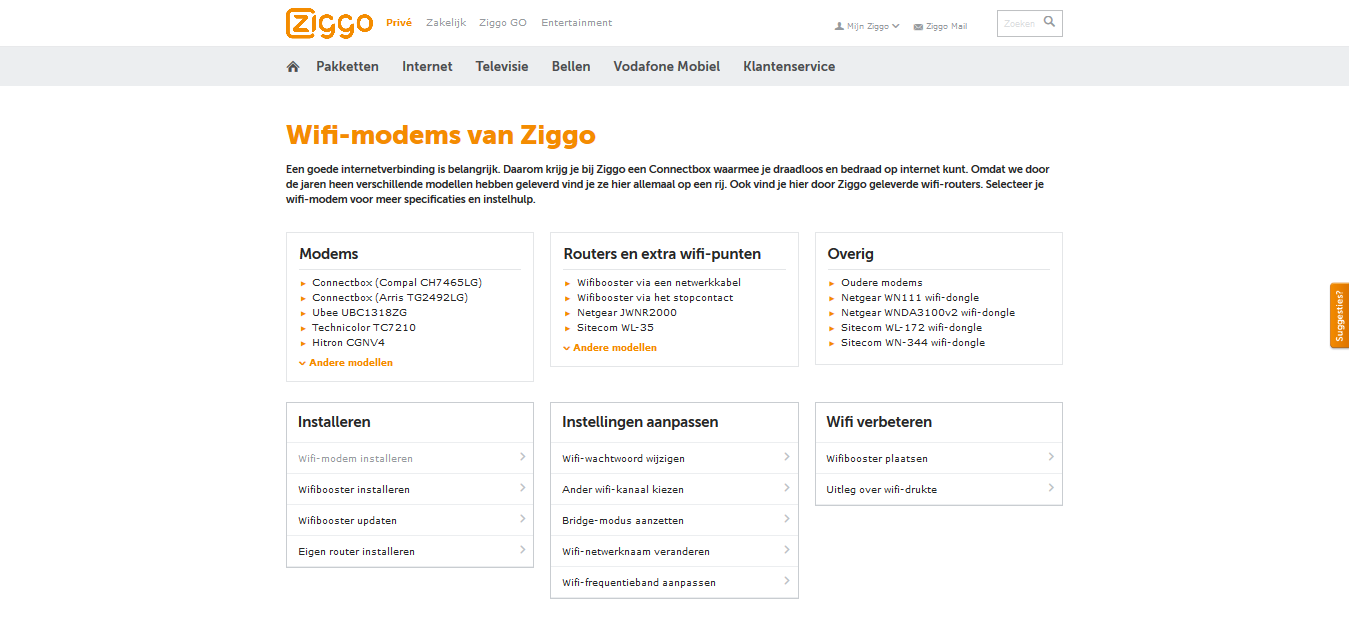 Ziggo Privé Zakelijk Ziggo GO Entertainment Mijn Ziggo Ziggo Mail Zoeken
Pakketten Internet Televisie Bellen Vodafone Mobiel Klantenservice
Wifi-modems van Ziggo
Een goede internetverbinding is belangrijk. Daarom krijg je bij Ziggo een Connectbox waarmee je draadloos en bedraad op internet kunt. Omdat we door
de jaren heen verschillende modellen hebben geleverd vind je ze hier allemaal op een rij. Ook vind je hier door Ziggo geleverde wifi-routers. Selecteer je
wifi-modem voor meer specificaties en instelhulp.
Modems
Connectbox (Compal CH7465LG)
Connectbox (Arris TG2492LG)
Ubee UBC1318ZG
Technicolor TC7210
Hitron CGNV4
Andere modellen
Routers en extra wifi-punten
Wifibooster via een netwerkkabel
Wifibooster via het stopcontact
Netgear JWNR2000
Sitecom WL-35
Andere modellen
Overig
Oudere modems
Netgear WN111 wifi-dongle
Netgear WNDA3100v2 wifi-dongle
Sitecom WL-172 wifi-dongle
Sitecom WN-344 wifi-dongle
Suggesties?
Installeren
Wifi-modem installeren
Wifibooster installeren
Wifibooster updaten
Eigen router installeren
Instellingen aanpassen
Wifi-wachtwoord wijzigen
Ander wifi-kanaal kiezen
Bridge-modus aanzetten
Wifi-netwerknaam veranderen
Wifi-frequentieband aanpassen
Wifi verbeteren
Wifibooster plaatsen
Uitleg over wifi-drukte